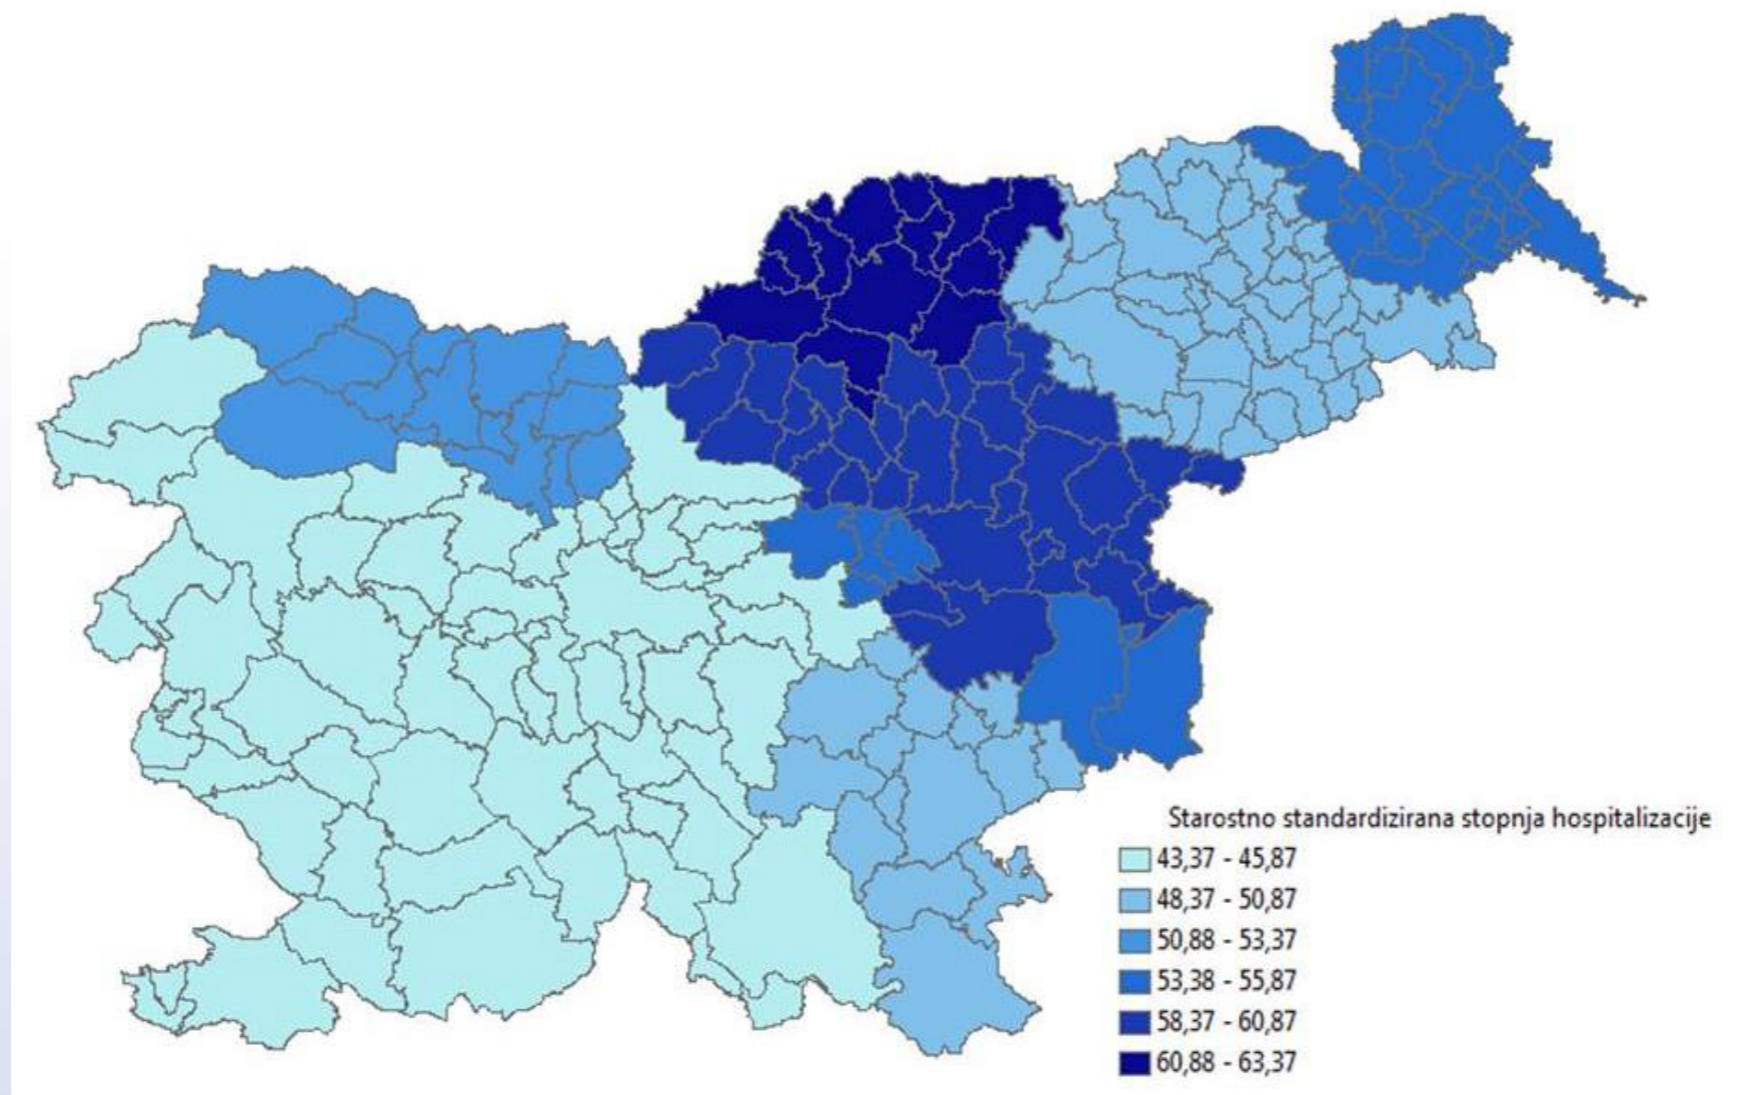 Starostno standardizirana stopnja hospitalizacije
43,37 - 45,87
48,37 - 50,87
50,88 - 53,37
53,38 - 55,87
58,37 - 60,87
60,88 - 63,37